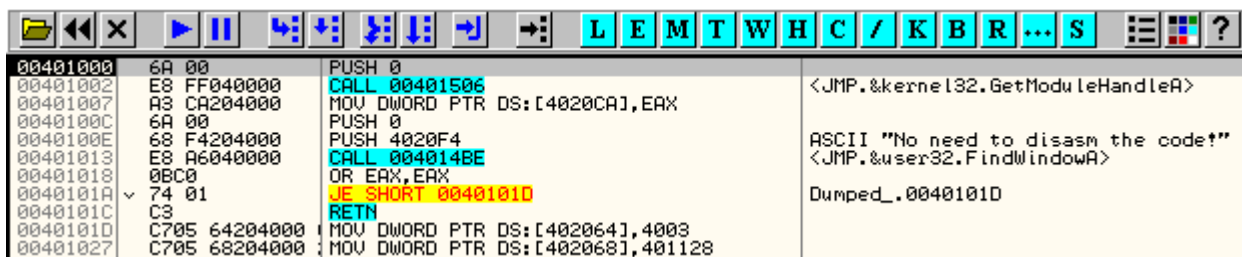 L E M T W H C / K B R ... S ?
00401000 6A 00 PUSH 0
00401002 E8 FF040000 CALL 00401506 <JMP.&kernel32.GetModuleHandleA>
00401007 A3 CA204000 MOV DWORD PTR DS:[4020CA],EAX
0040100C 6A 00 PUSH 0
0040100E 68 F4204000 PUSH 4020F4 ASCII "No need to disasm the code!"
00401013 E8 A6040000 CALL 004014BE <JMP.&user32.FindWindowA>
00401018 0BC0 OR EAX,EAX
0040101A 74 01 JE SHORT 0040101D Dumped_.0040101D
0040101C C3 RETN
0040101D C705 64204000 MOV DWORD PTR DS:[402064],4003
00401027 C705 68204000 MOV DWORD PTR DS:[402068],401128